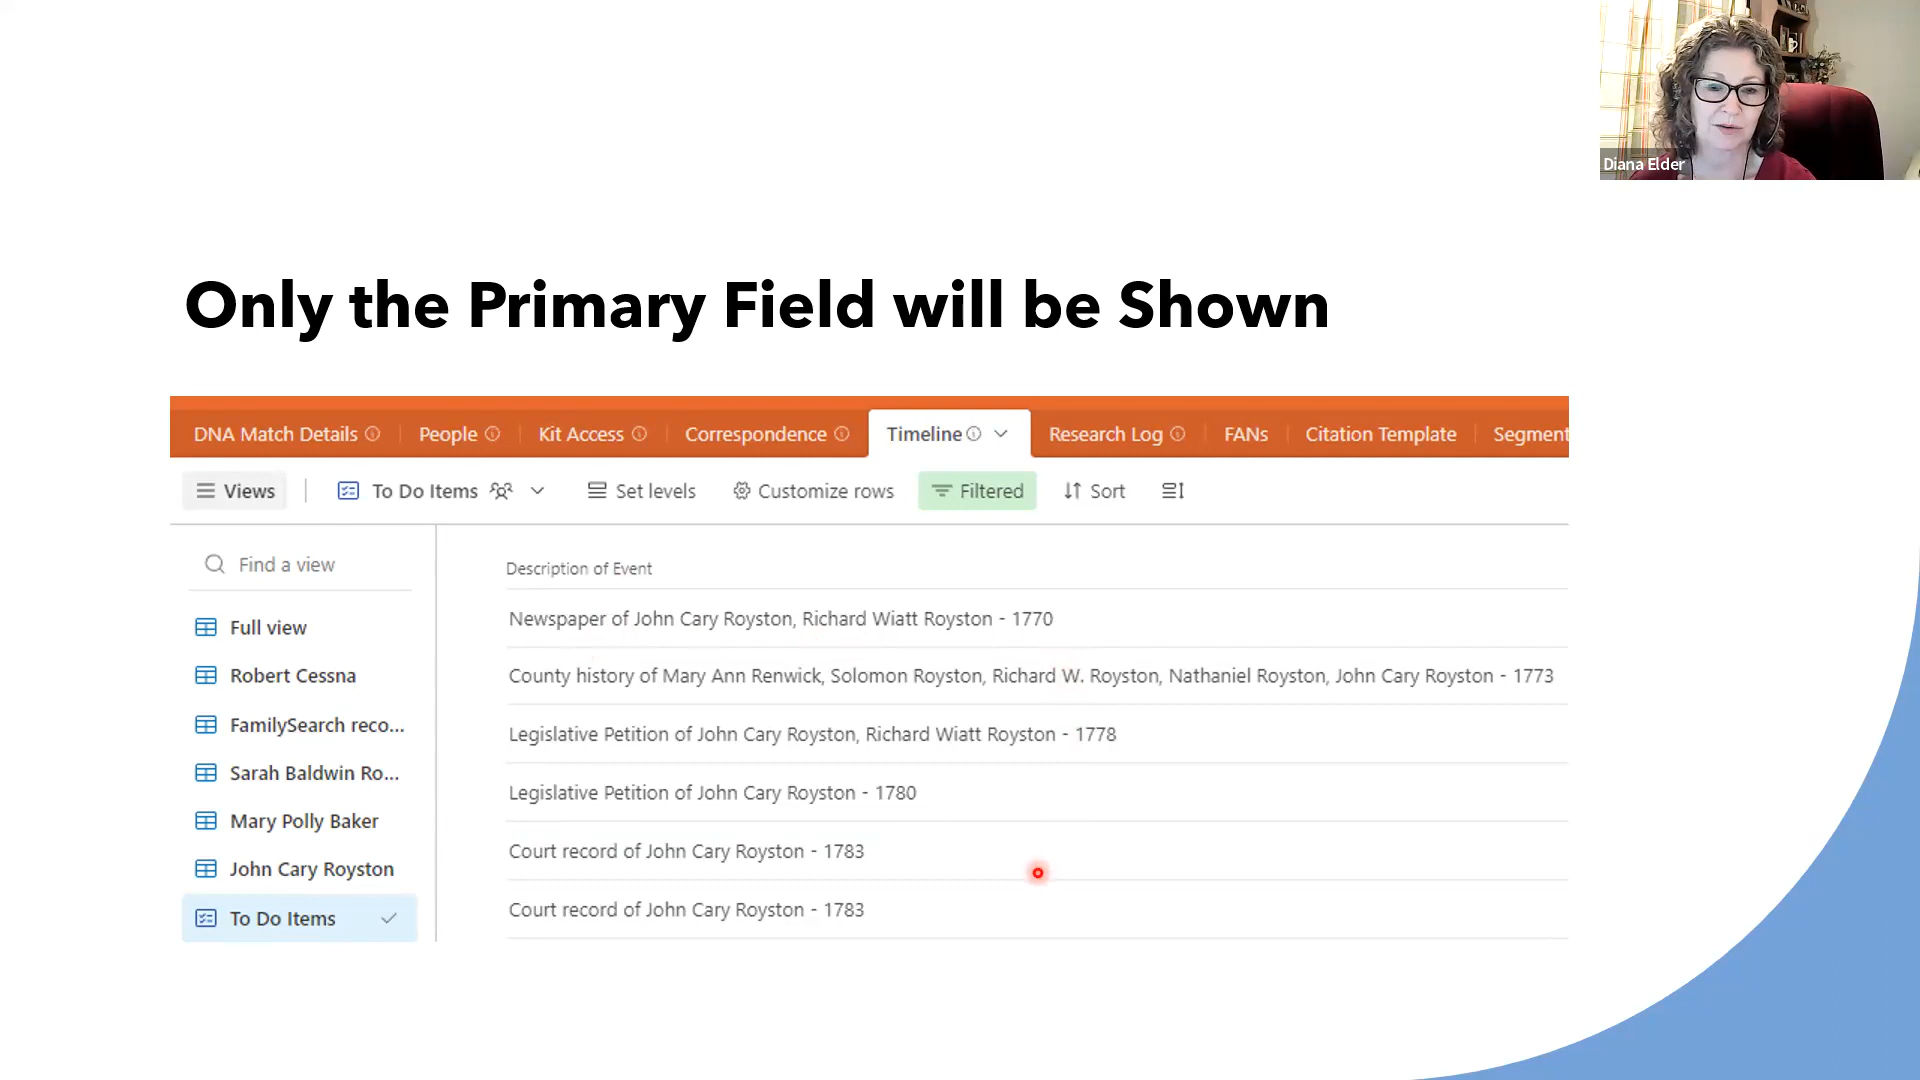 Diana Elder
Only the Primary Field will be Shown
DNA Match Details People Kit Access Correspondence Timeline Research Log FANs Citation Template Segment
Views To Do Items Set levels Customize rows Filtered Sort
Find a view
Full view
Robert Cessna
FamilySearch reco...
Sarah Baldwin Ro...
Mary Polly Baker
John Cary Royston
To Do Items
Description of Event
Newspaper of John Cary Royston, Richard Wiatt Royston - 1770
County history of Mary Ann Renwick, Solomon Royston, Richard W. Royston, Nathaniel Royston, John Cary Royston - 1773
Legislative Petition of John Cary Royston, Richard Wiatt Royston - 1778
Legislative Petition of John Cary Royston - 1780
Court record of John Cary Royston - 1783
Court record of John Cary Royston - 1783